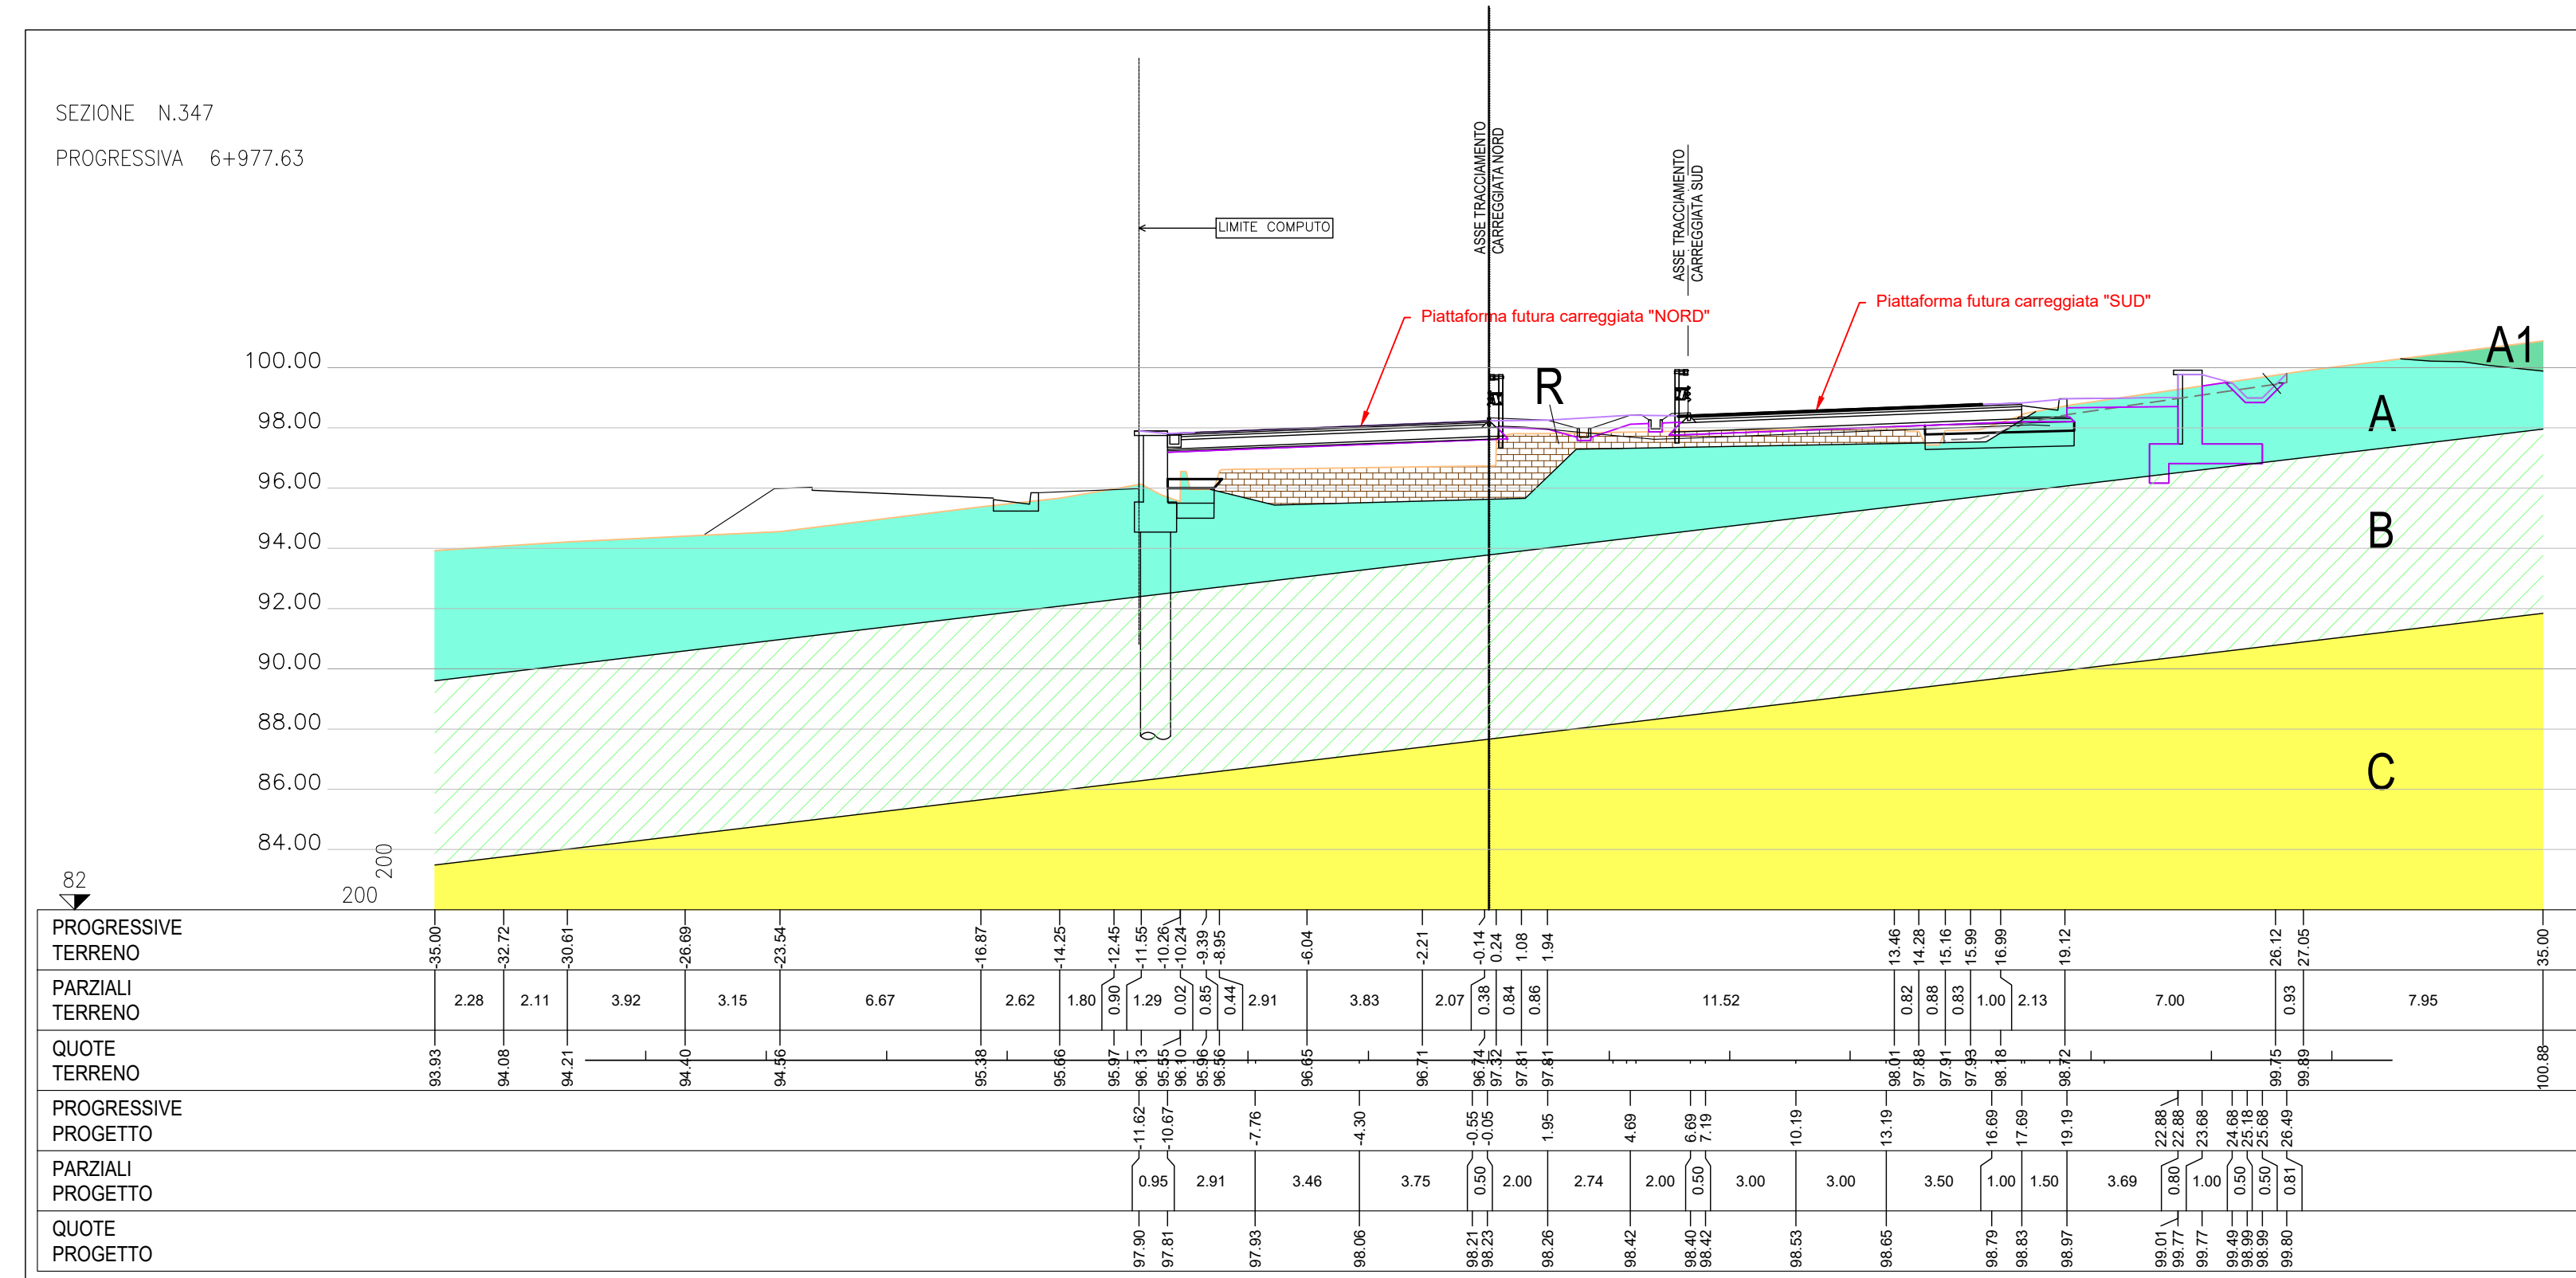 SEZIONE N.347
PROGRESSIVA 6+977.63
LIMITE COMPUTO
ASSE TRACCIAMENTO
CARREGGIATA NORD
ASSE TRACCIAMENTO
CARREGGIATA SUD
Piattaforma futura carreggiata "NORD"
Piattaforma futura carreggiata "SUD"
R
A1
A
B
C
100.00
98.00
96.00
94.00
92.00
90.00
88.00
86.00
84.00
82
200
200
PROGRESSIVE
TERRENO
-35.00 -32.72 -30.61 -26.69 -23.54 -16.87 -14.25 -12.45 -11.55 -10.26 -10.24 -9.39 -8.95 -6.04 -2.21 -0.14 0.24 1.08 1.94 13.46 14.28 15.16 15.99 16.99 19.12 26.12 27.05 35.00
PARZIALI
TERRENO
2.28 2.11 3.92 3.15 6.67 2.62 1.80 0.90 1.29 0.02 0.85 0.44 2.91 3.83 2.07 0.38 0.84 0.86 11.52 0.82 0.88 0.83 1.00 2.13 7.00 0.93 7.95
QUOTE
TERRENO
93.93 94.08 94.21 94.40 94.56 95.38 95.66 95.97 96.13 95.55 96.10 95.96 96.56 96.65 96.71 96.74 97.32 97.81 97.81 98.01 97.88 97.91 97.93 98.18 98.72 99.75 99.89 100.88
PROGRESSIVE
PROGETTO
-11.62 -10.67 -7.76 -4.30 -0.55 -0.05 1.95 4.69 6.69 7.19 10.19 13.19 16.69 17.69 19.19 22.88 22.88 23.68 24.68 25.18 25.68 26.49
PARZIALI
PROGETTO
0.95 2.91 3.46 3.75 0.50 2.00 2.74 2.00 0.50 3.00 3.00 3.50 1.00 1.50 3.69 0.80 1.00 0.50 0.50 0.81
QUOTE
PROGETTO
97.90 97.81 97.93 98.06 98.21 98.23 98.26 98.42 98.40 98.42 98.53 98.65 98.79 98.83 98.97 99.01 99.77 99.77 99.49 98.99 98.99 99.80